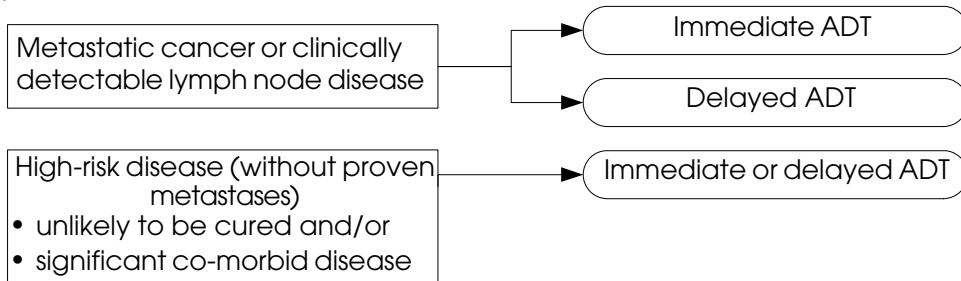 Metastatic cancer or clinically
detectable lymph node disease
Immediate ADT
Delayed ADT
High-risk disease (without proven
metastases)
• unlikely to be cured and/or
• significant co-morbid disease
Immediate or delayed ADT